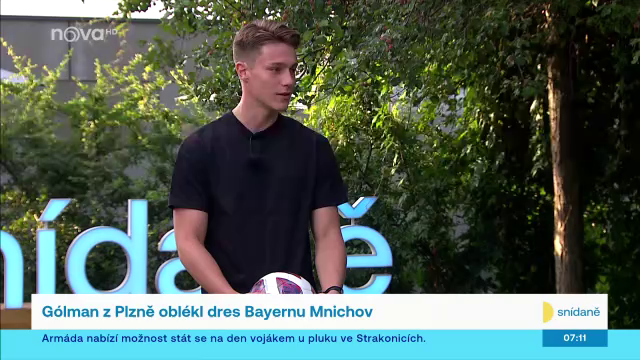 nova HD
nídaně
Gólman z Plzně oblékl dres Bayernu Mnichov
snídaně
Armáda nabízí možnost stát se na den vojákem u pluku ve Strakonicích.
07:11